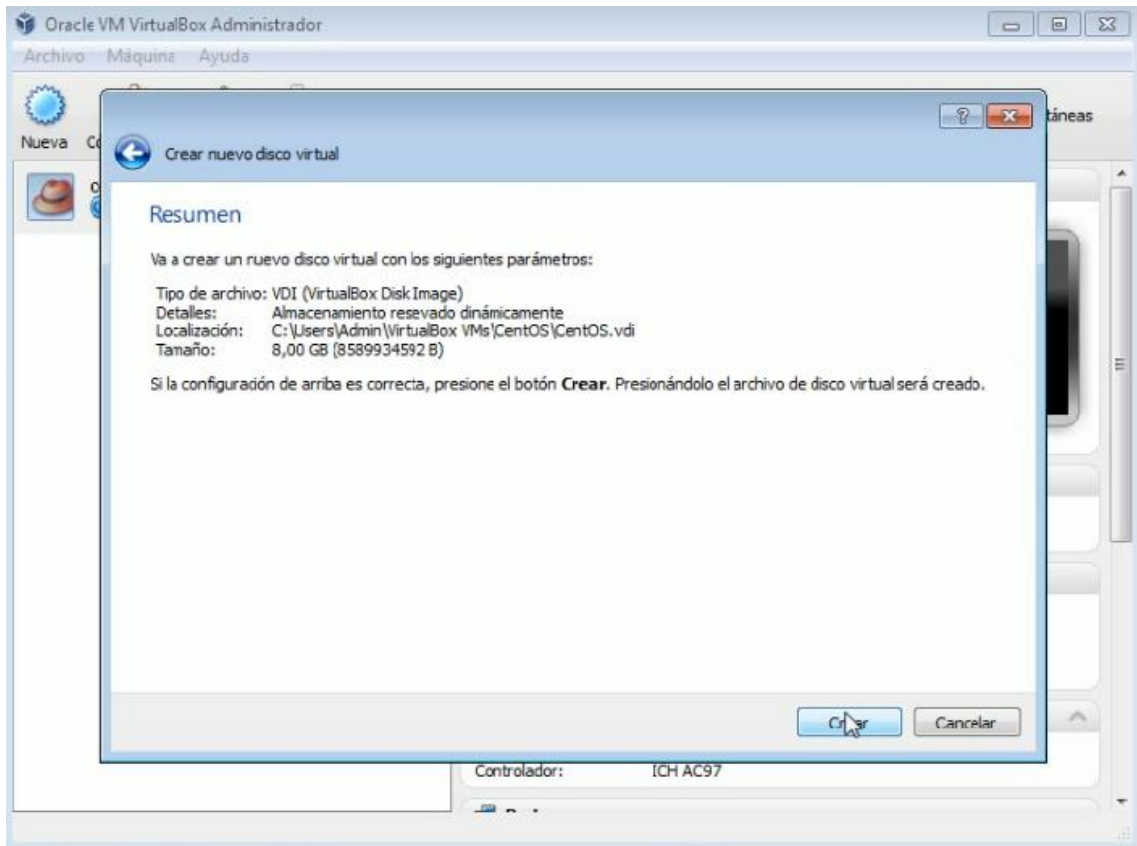 Oracle VM VirtualBox Administrador
Archivo Máquina Ayuda
Nueva
táneas
Crear nuevo disco virtual
Resumen
Va a crear un nuevo disco virtual con los siguientes parámetros:
Tipo de archivo: VDI (VirtualBox Disk Image)
Detalles: Almacenamiento resevado dinámicamente
Localización: C:\Users\Admin\VirtualBox VMs\CentOS\CentOS.vdi
Tamaño: 8,00 GB (8589934592 B)
Si la configuración de arriba es correcta, presione el botón Crear. Presionándolo el archivo de disco virtual será creado.
Crear Cancelar
Controlador: ICH AC97